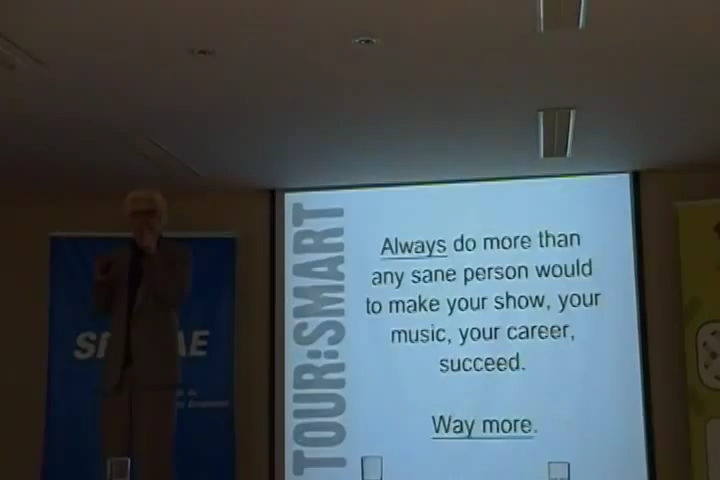 TOUR:SMART
Always do more than
any sane person would
to make your show, your
music, your career,
succeed.
Way more.